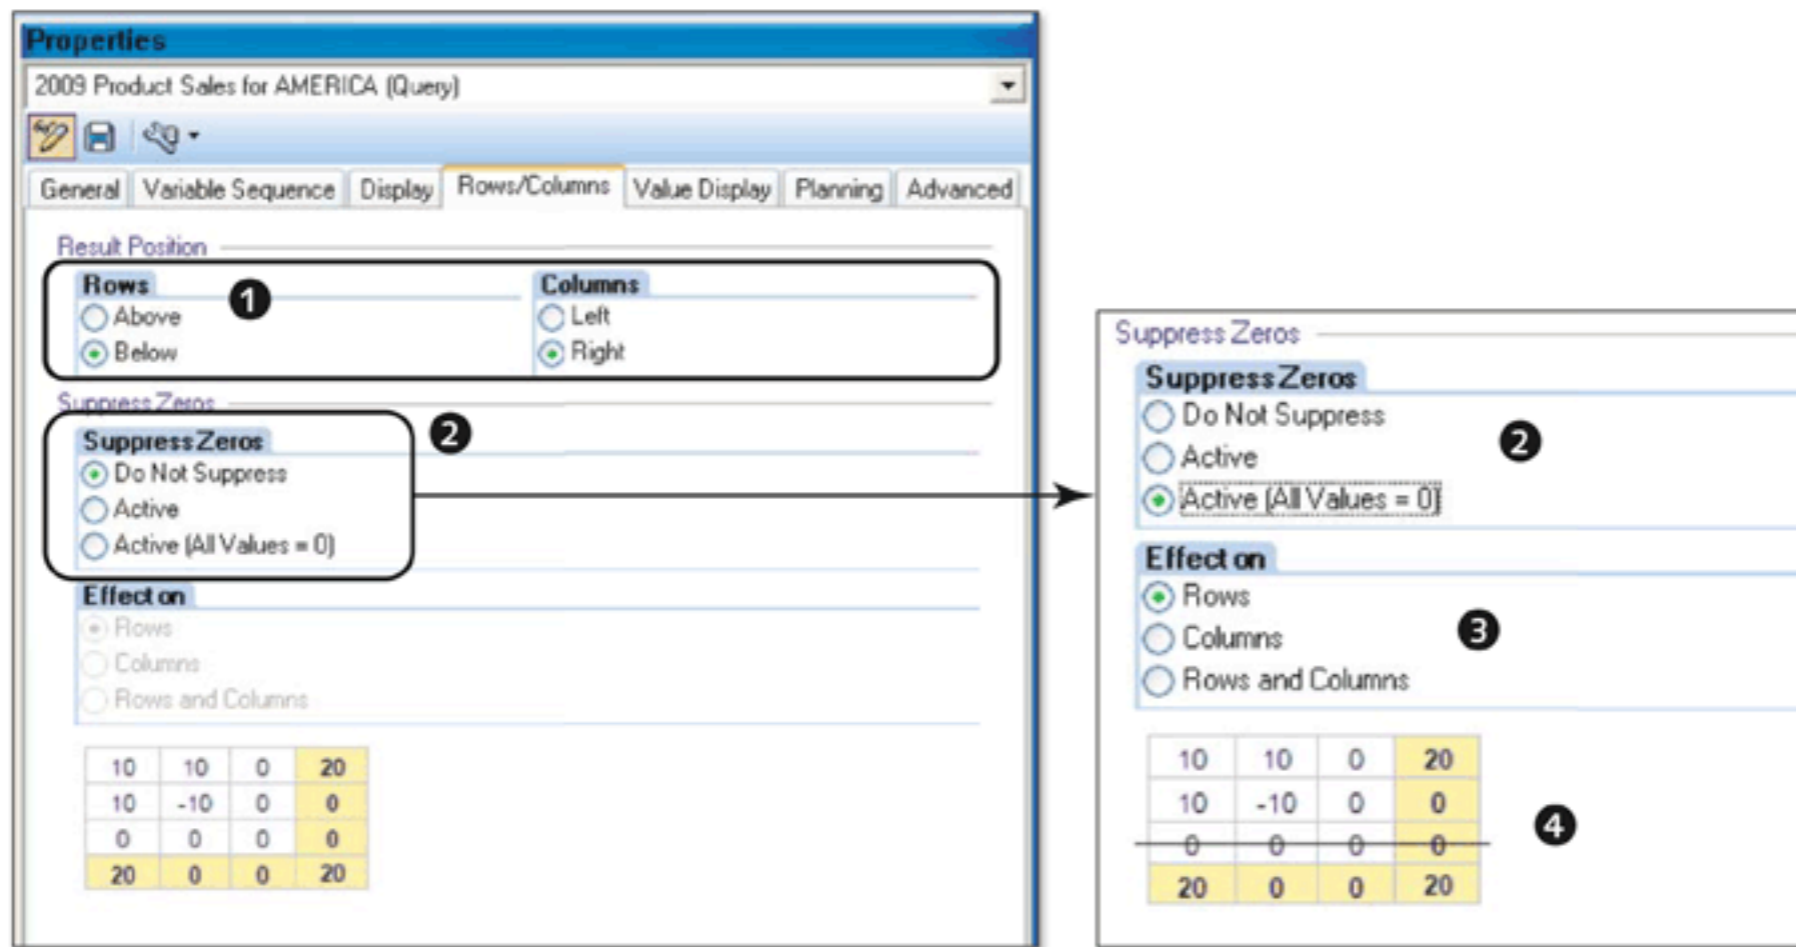 Properties
2009 Product Sales for AMERICA (Query)
General Variable Sequence Display Rows/Columns Value Display Planning Advanced
Result Position
Rows 1 Columns
Above Left
Below Right
Suppress Zeros
Suppress Zeros 2
Do Not Suppress
Active
Active (All Values = 0)
Effect on
Rows
Columns
Rows and Columns
10 10 0 20
10 -10 0 0
0 0 0 0
20 0 0 20
Suppress Zeros
Suppress Zeros
Do Not Suppress
2
Active
Active (All Values = 0)
Effect on
Rows
Columns 3
Rows and Columns
10 10 0 20
10 -10 0 0
4
0 0 0 0
20 0 0 20